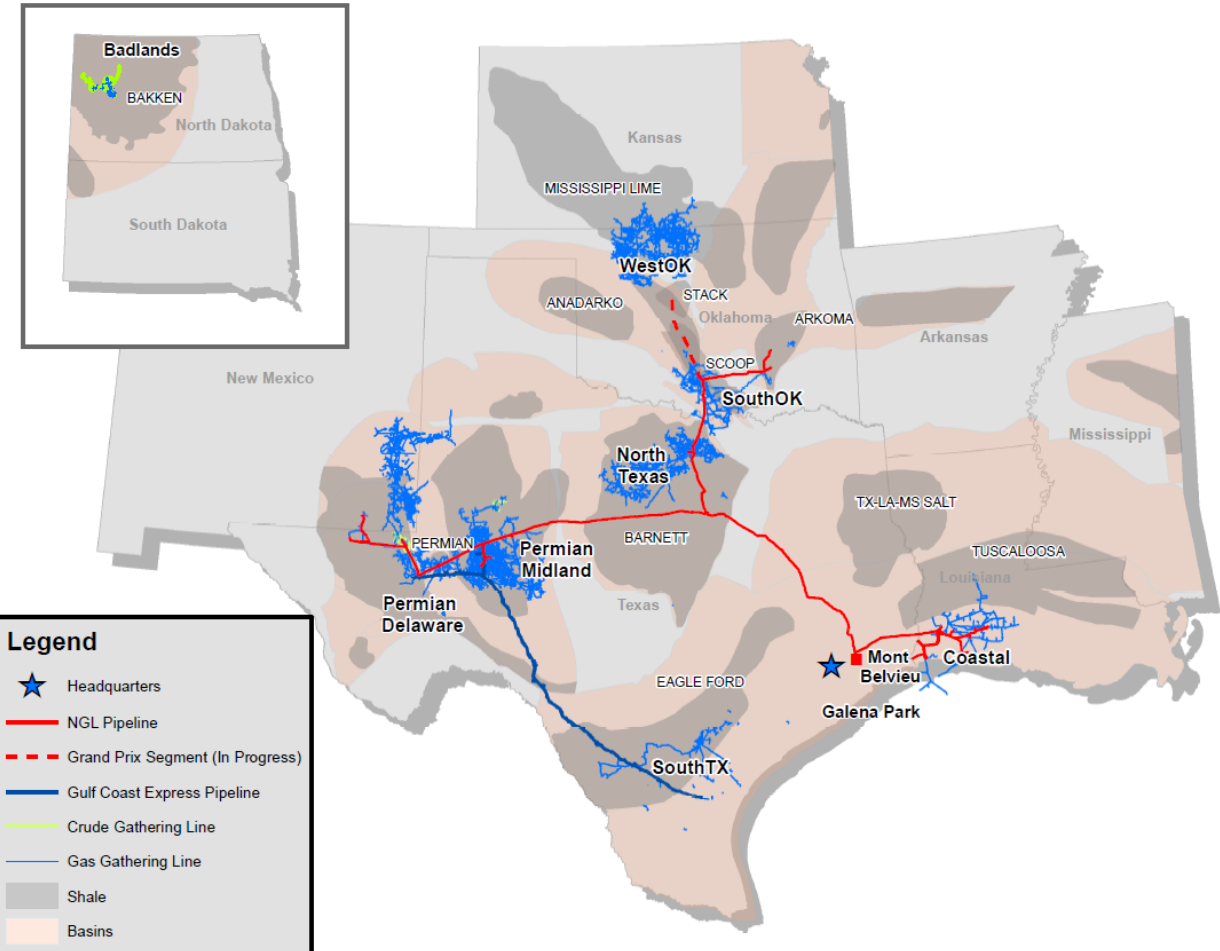 Badlands
BAKKEN
North Dakota
South Dakota
Kansas
MISSISSIPPI LIME
WestOK
STACK
ANADARKO
Oklahoma
ARKOMA
Arkansas
New Mexico
SCOOP
SouthOK
Mississippi
North
Texas
TX-LA-MS SALT
PERMIAN
BARNETT
Permian
Midland
TUSCALOOSA
Louisiana
Texas
Permian
Delaware
Mont
Belvieu
Coastal
EAGLE FORD
Galena Park
SouthTX
Legend
Headquarters
NGL Pipeline
Grand Prix Segment (In Progress)
Gulf Coast Express Pipeline
Crude Gathering Line
Gas Gathering Line
Shale
Basins